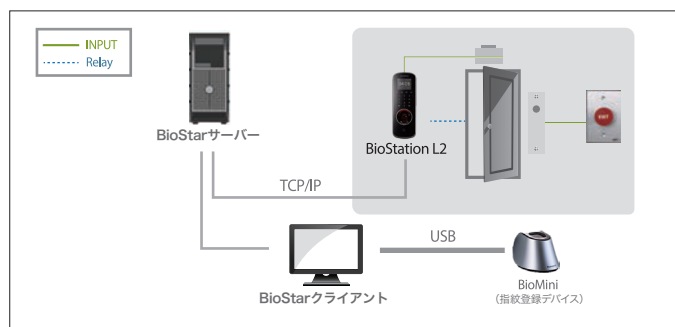 INPUT
Relay
BioStarサーバー
BioStation L2
EXIT
TCP/IP
USB
BioStarクライアント
BioMini
（指紋登録デバイス）